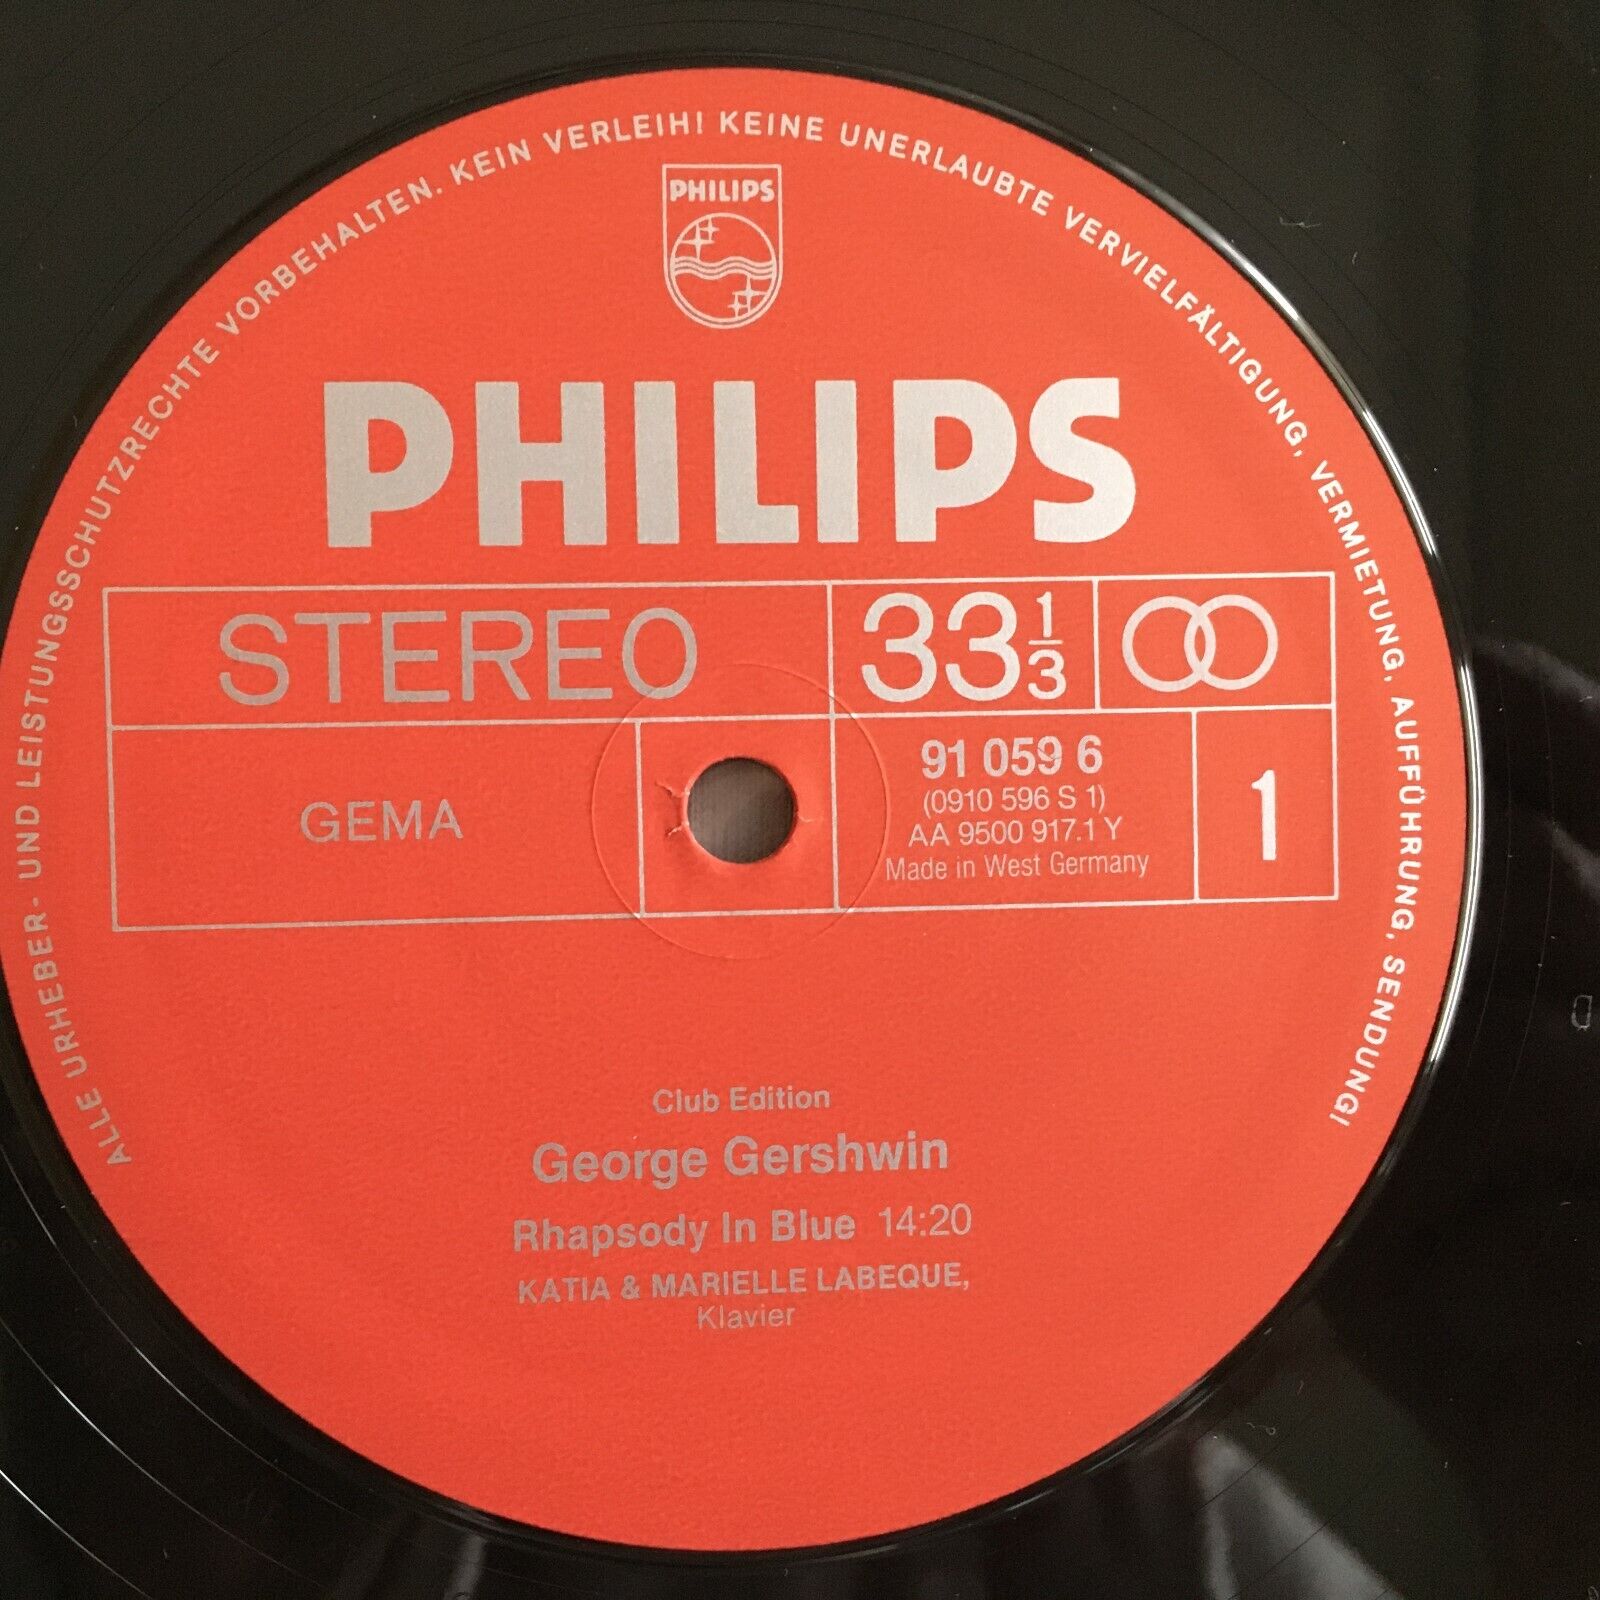 ALLE URHEBER- UND LEISTUNGSSCHUTZRECHTE VORBEHALTEN. KEIN VERLEIH! KEINE UNERLAUBTE VERVIELFÄLTIGUNG, VERMIETUNG, AUFFÜHRUNG, SENDUNG!
PHILIPS
PHILIPS
STEREO
33 1/3
GEMA
91 059 6
(0910 596 S 1)
AA 9500 917.1 Y
Made in West Germany
1
Club Edition
George Gershwin
Rhapsody In Blue 14:20
KATIA & MARIELLE LABEQUE,
Klavier